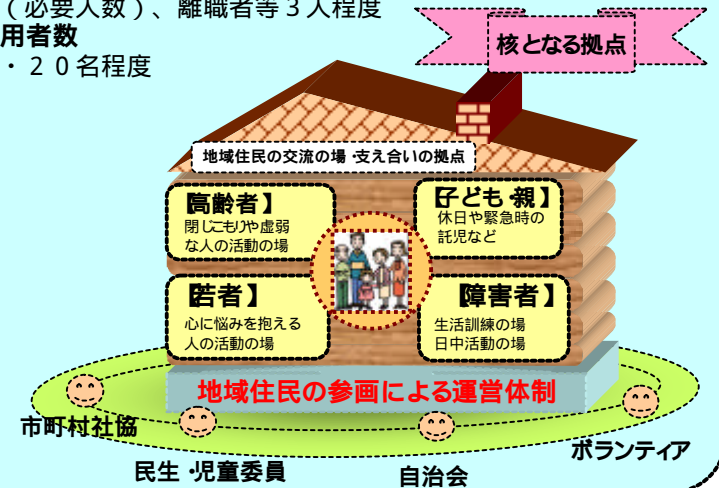 （必要人数）、離職者等３人程度
用者数
・２０名程度
核となる拠点
地域住民の交流の場・支え合いの拠点
【高齢者】
閉じこもりや虚弱
な人の活動の場
【子ども・親】
休日や緊急時の
託児など
【若者】
心に悩みを抱える
人の活動の場
【障害者】
生活訓練の場
日中活動の場
地域住民の参画による運営体制
市町村社協
民生・児童委員
自治会
ボランティア